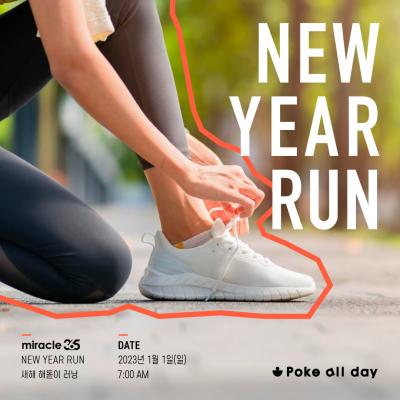 NEW
YEAR
RUN
miracle365
NEW YEAR RUN
새해 해돋이 러닝
DATE
2023년 1월 1일(일)
7:00 AM
Poke all day